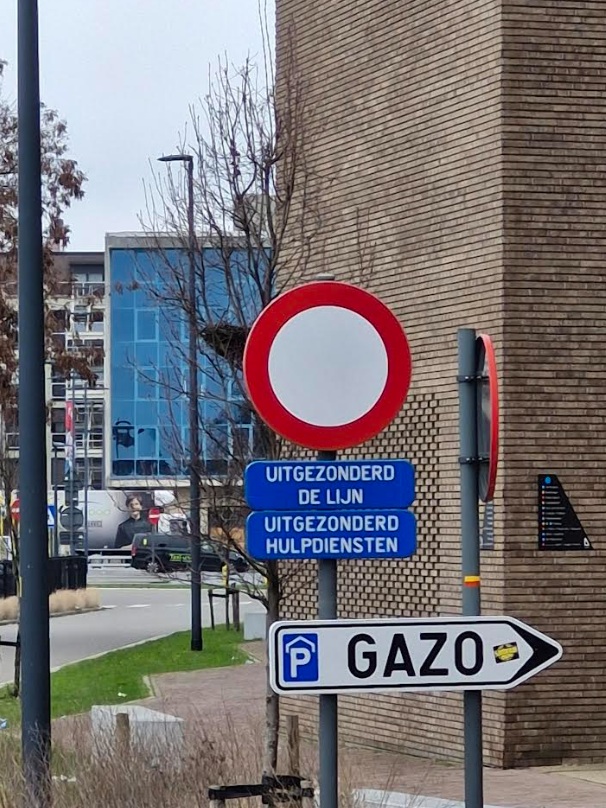 UITGEZONDERD
DE LIJN
UITGEZONDERD
HULPDIENSTEN
P GAZO